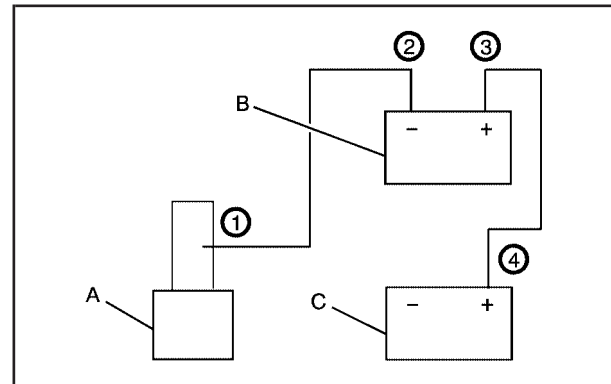 ② ③
B
− +
①
④
A
C
− +